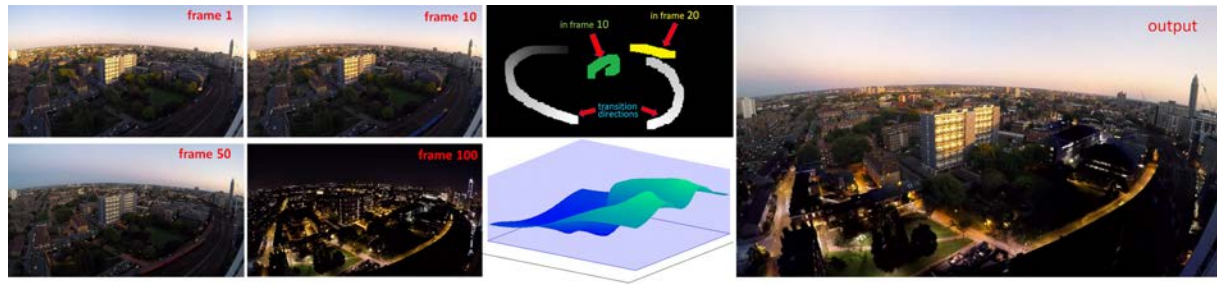 frame 1
frame 10
in frame 10
in frame 20
transition
directions
output
frame 50
frame 100